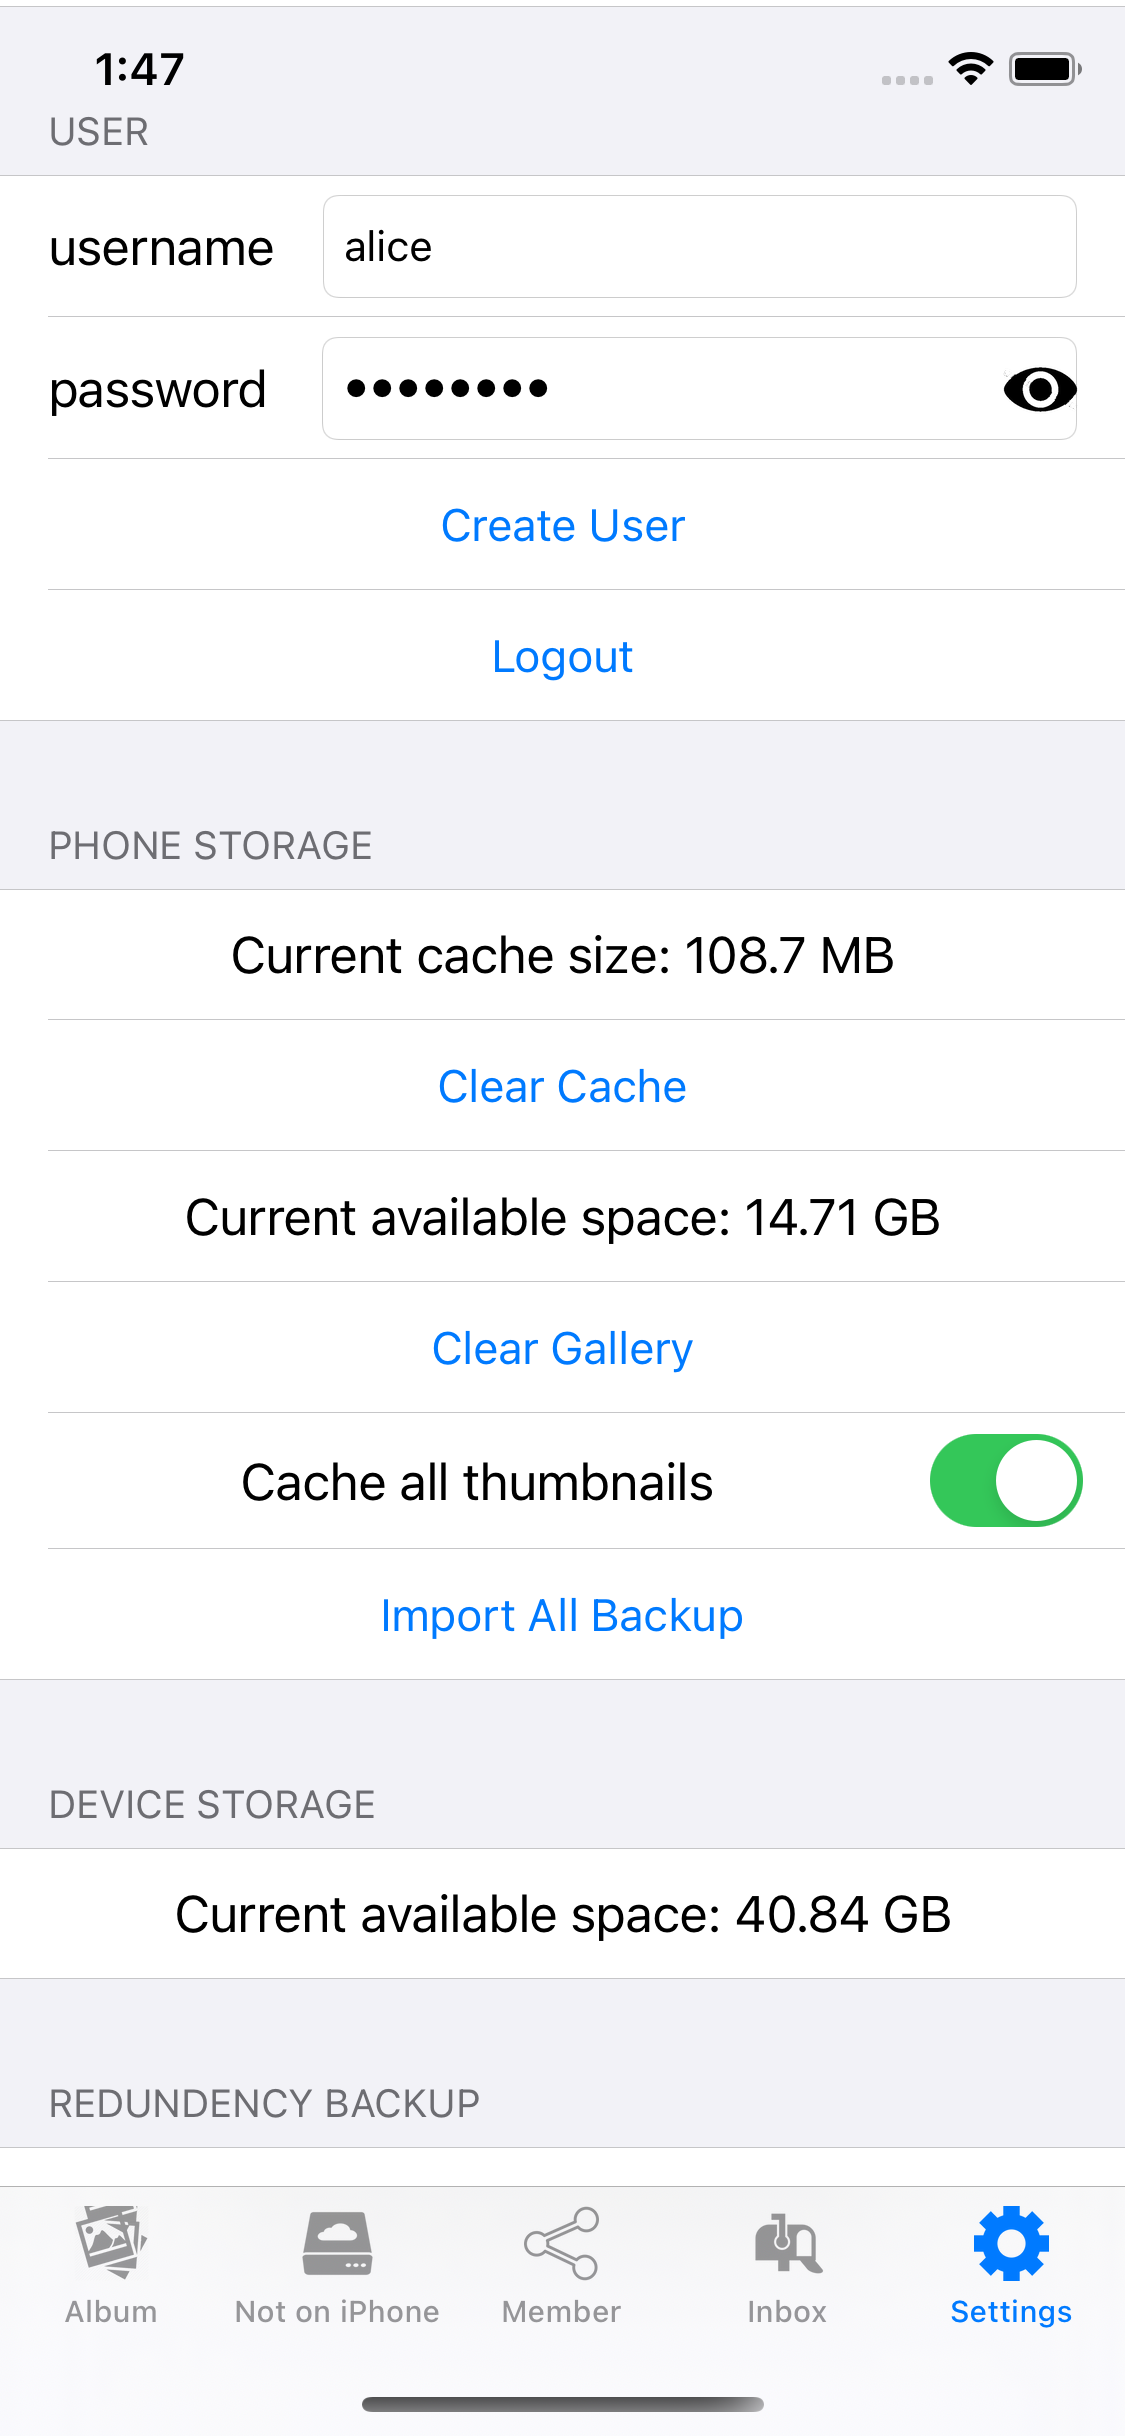 1:47
USER
username
alice
password
••••••••
Create User
Logout
PHONE STORAGE
Current cache size: 108.7 MB
Clear Cache
Current available space: 14.71 GB
Clear Gallery
Cache all thumbnails
Import All Backup
DEVICE STORAGE
Current available space: 40.84 GB
REDUNDENCY BACKUP
Album
Not on iPhone
Member
Inbox
Settings